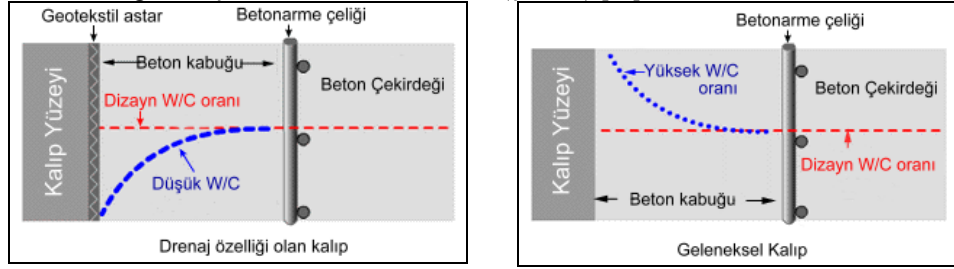 Geotekstil astar
Betonarme çeliği
Kalıp Yüzeyi
Beton kabuğu
Beton Çekirdeği
Dizayn W/C oranı
Düşük W/C
Drenaj özelliği olan kalıp
Betonarme çeliği
Kalıp Yüzeyi
Yüksek W/C
oranı
Beton Çekirdeği
Dizayn W/C oranı
Beton kabuğu
Geleneksel Kalıp